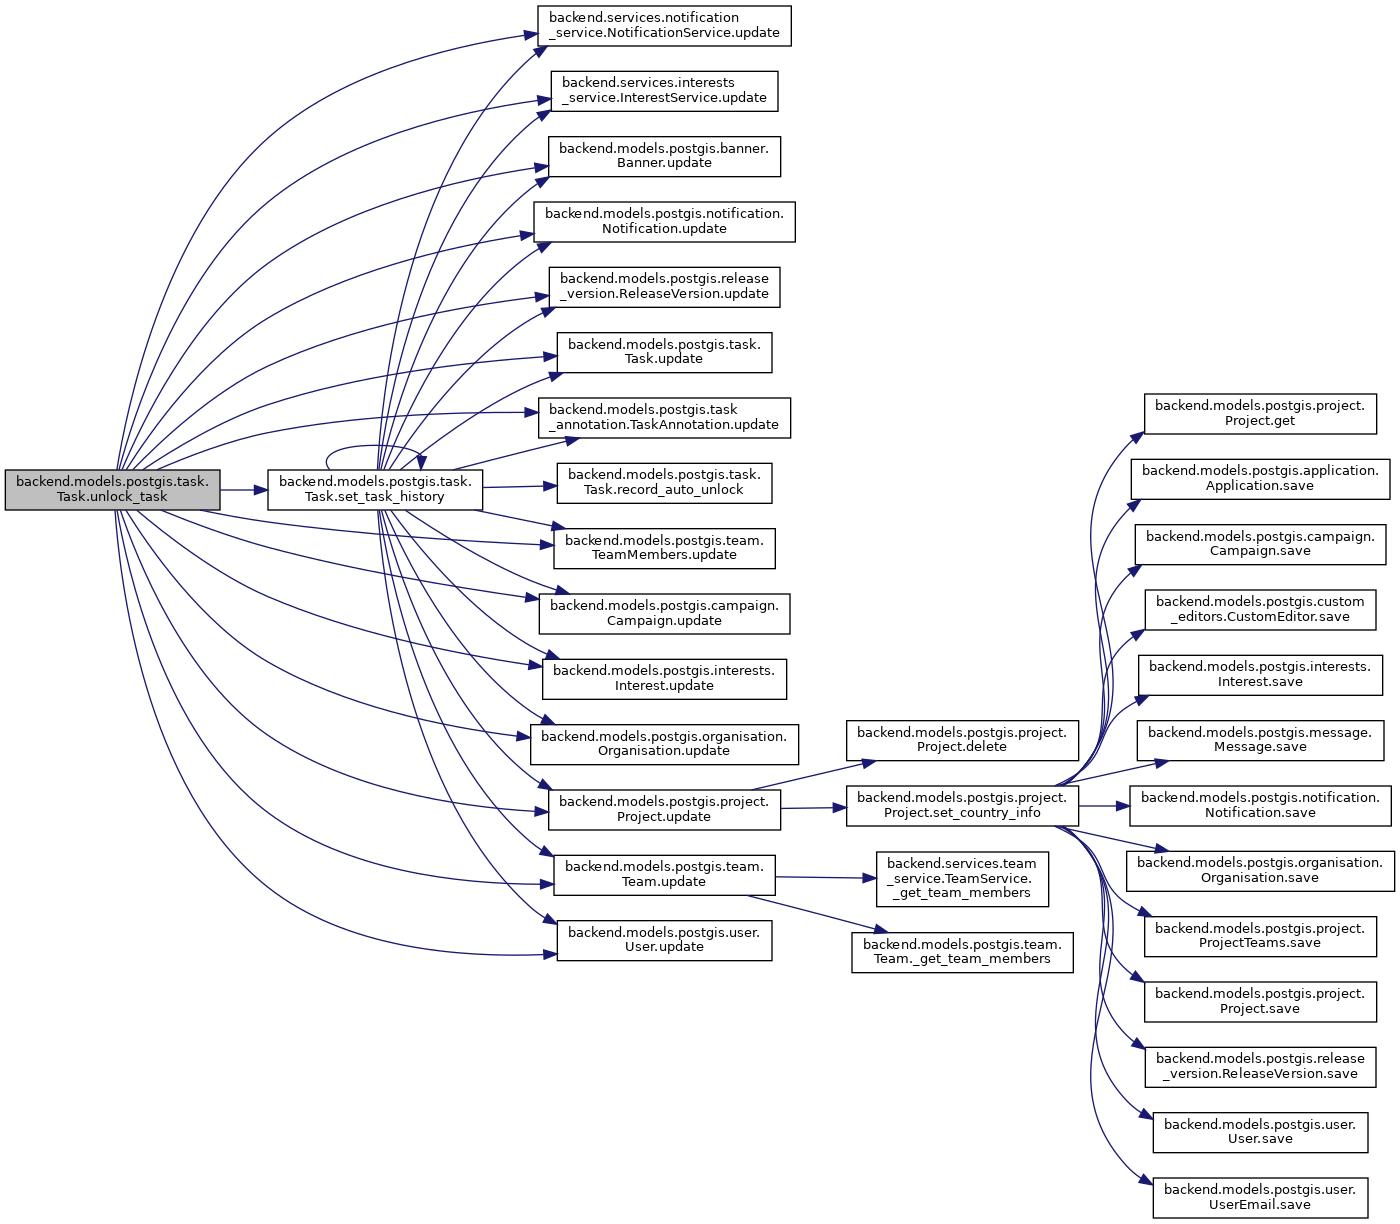 backend.models.postgis.task.
Task.unlock_task
backend.models.postgis.task.
Task.set_task_history
backend.services.notification
_service.NotificationService.update
backend.services.interests
_service.InterestService.update
backend.models.postgis.banner.
Banner.update
backend.models.postgis.notification.
Notification.update
backend.models.postgis.release
_version.ReleaseVersion.update
backend.models.postgis.task.
Task.update
backend.models.postgis.task
_annotation.TaskAnnotation.update
backend.models.postgis.task.
Task.record_auto_unlock
backend.models.postgis.team.
TeamMembers.update
backend.models.postgis.campaign.
Campaign.update
backend.models.postgis.interests.
Interest.update
backend.models.postgis.organisation.
Organisation.update
backend.models.postgis.project.
Project.update
backend.models.postgis.team.
Team.update
backend.models.postgis.user.
User.update
backend.models.postgis.project.
Project.delete
backend.models.postgis.project.
Project.set_country_info
backend.services.team
_service.TeamService.
_get_team_members
backend.models.postgis.team.
Team._get_team_members
backend.models.postgis.project.
Project.get
backend.models.postgis.application.
Application.save
backend.models.postgis.campaign.
Campaign.save
backend.models.postgis.custom
_editors.CustomEditor.save
backend.models.postgis.interests.
Interest.save
backend.models.postgis.message.
Message.save
backend.models.postgis.notification.
Notification.save
backend.models.postgis.organisation.
Organisation.save
backend.models.postgis.project.
ProjectTeams.save
backend.models.postgis.project.
Project.save
backend.models.postgis.release
_version.ReleaseVersion.save
backend.models.postgis.user.
User.save
backend.models.postgis.user.
UserEmail.save